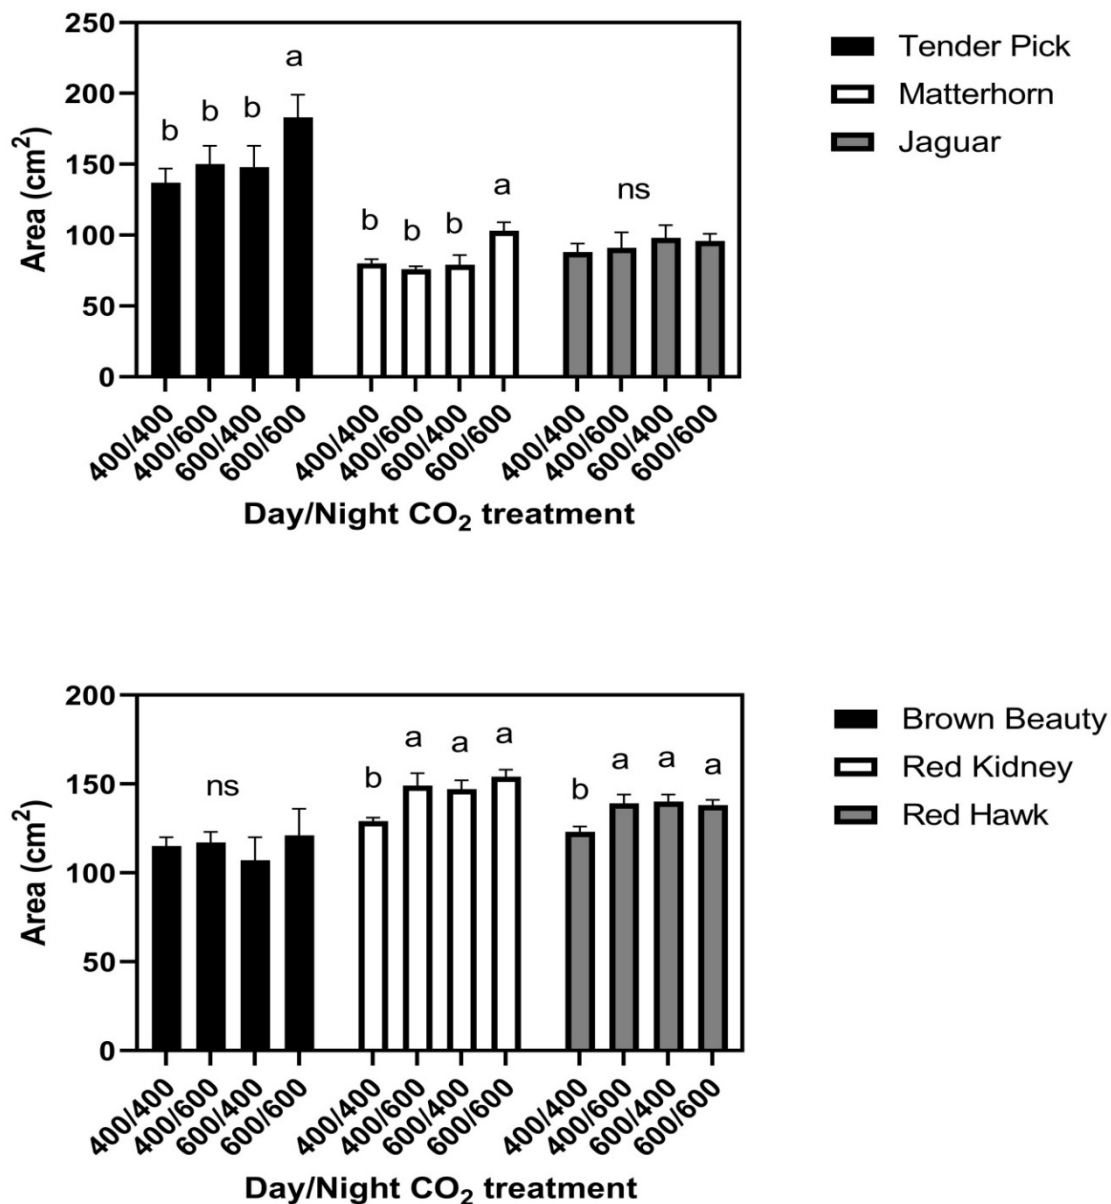 250
200
150
100
50
0
Area (cm²)
b b b a
b b b a
ns
400/400 400/600 600/400 600/600 400/400 400/600 600/400 600/600 400/400 400/600 600/400 600/600
Day/Night CO₂ treatment
Tender Pick
Matterhorn
Jaguar
200
150
100
50
0
Area (cm²)
ns
b a a a
b a a a
400/400 400/600 600/400 600/600 400/400 400/600 600/400 600/600 400/400 400/600 600/400 600/600
Day/Night CO₂ treatment
Brown Beauty
Red Kidney
Red Hawk